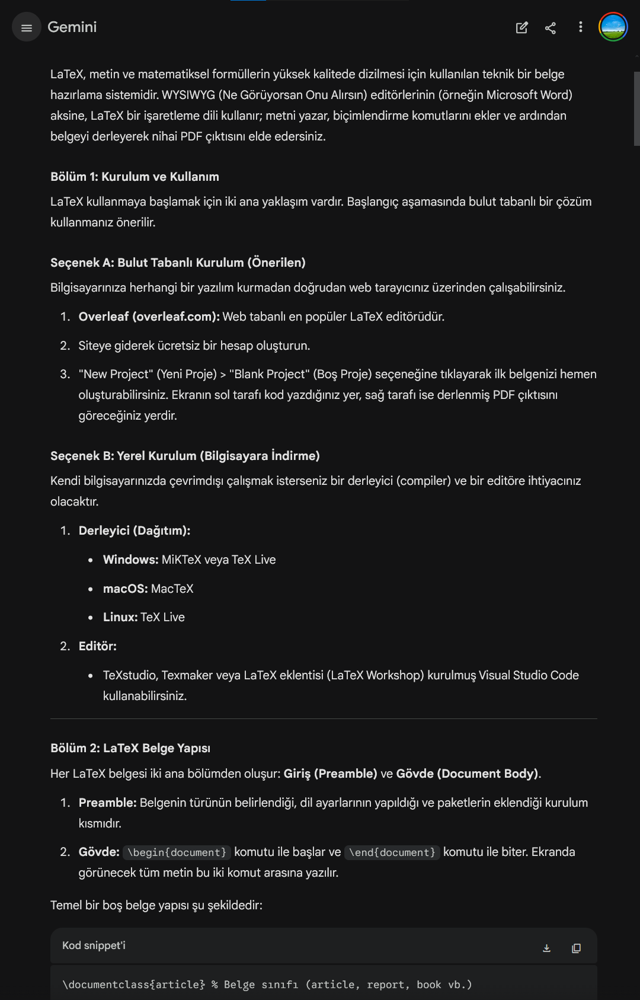 Gemini
LaTeX, metin ve matematiksel formüllerin yüksek kalitede dizilmesi için kullanılan teknik bir belge
hazırlama sistemidir. WYSIWYG (Ne Görüyorsan Onu Alırsın) editörlerinin (örneğin Microsoft Word)
aksine, LaTeX bir işaretleme dili kullanır; metni yazar, biçimlendirme komutlarını ekler ve ardından
belgeyi derleyerek nihai PDF çıktısını elde edersiniz.
Bölüm 1: Kurulum ve Kullanım
LaTeX kullanmaya başlamak için iki ana yaklaşım vardır. Başlangıç aşamasında bulut tabanlı bir çözüm
kullanmanız önerilir.
Seçenek A: Bulut Tabanlı Kurulum (Önerilen)
Bilgisayarınıza herhangi bir yazılım kurmadan doğrudan web tarayıcınız üzerinden çalışabilirsiniz.
1. Overleaf (overleaf.com): Web tabanlı en popüler LaTeX editörüdür.
2. Siteye giderek ücretsiz bir hesap oluşturun.
3. "New Project" (Yeni Proje) > "Blank Project" (Boş Proje) seçeneğine tıklayarak ilk belgenizi hemen
oluşturabilirsiniz. Ekranın sol tarafı kod yazdığınız yer, sağ tarafı ise derlenmiş PDF çıktısını
göreceğiniz yerdir.
Seçenek B: Yerel Kurulum (Bilgisayara İndirme)
Kendi bilgisayarınızda çevrimdışı çalışmak isterseniz bir derleyici (compiler) ve bir editöre ihtiyacınız
olacaktır.
1. Derleyici (Dağıtım):
• Windows: MiKTeX veya TeX Live
• macOS: MacTeX
• Linux: TeX Live
2. Editör:
• TeXstudio, Texmaker veya LaTeX eklentisi (LaTeX Workshop) kurulmuş Visual Studio Code
kullanabilirsiniz.
Bölüm 2: LaTeX Belge Yapısı
Her LaTeX belgesi iki ana bölümden oluşur: Giriş (Preamble) ve Gövde (Document Body).
1. Preamble: Belgenin türünün belirlendiği, dil ayarlarının yapıldığı ve paketlerin eklendiği kurulum
kısmıdır.
2. Gövde: \begin{document} komutu ile başlar ve \end{document} komutu ile biter. Ekranda
görünecek tüm metin bu iki komut arasına yazılır.
Temel bir boş belge yapısı şu şekildedir:
Kod snippet'i
\documentclass{article} % Belge sınıfı (article, report, book vb.)